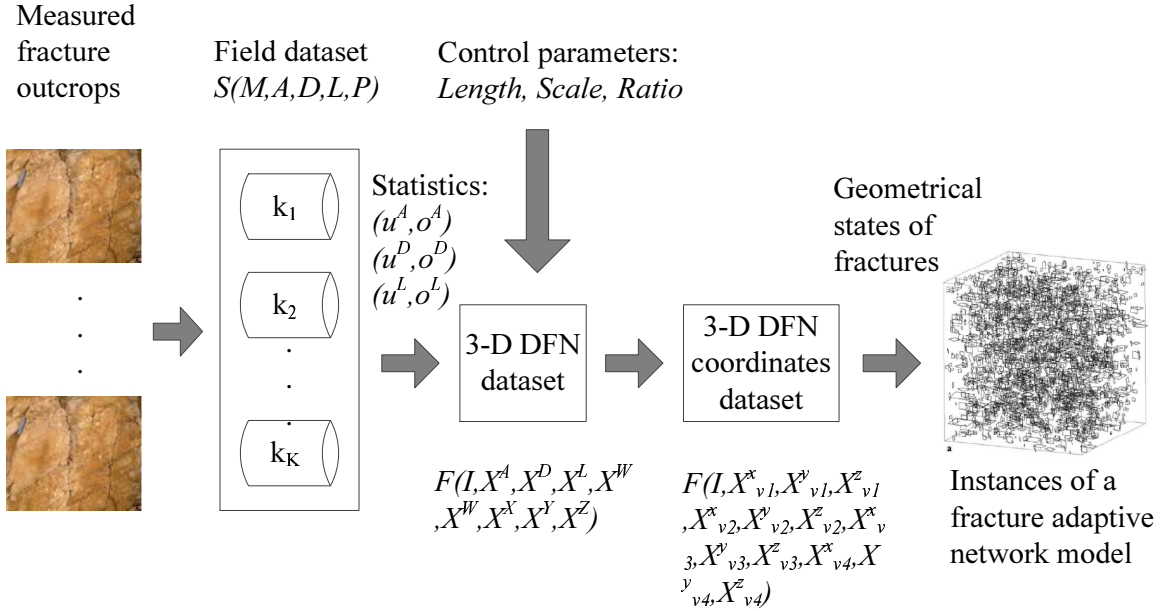 Measured
fracture
outcrops
Field dataset
S(M,A,D,L,P)
Control parameters:
Length, Scale, Ratio
k1
k2
kK
Statistics:
(u^A,o^A)
(u^D,o^D)
(u^L,o^L)
3-D DFN
dataset
F(I,X^A,X^D,X^L,X^W
,X^W,X^X,X^Y,X^Z)
3-D DFN
coordinates
dataset
F(I,X^x_v1,X^y_v1,X^z_v1
,X^x_v2,X^y_v2,X^z_v2,X^x_v
3,X^y_v3,X^z_v3,X^x_v4,X
^y_v4,X^z_v4)
Geometrical
states of
fractures
a
Instances of a
fracture adaptive
network model